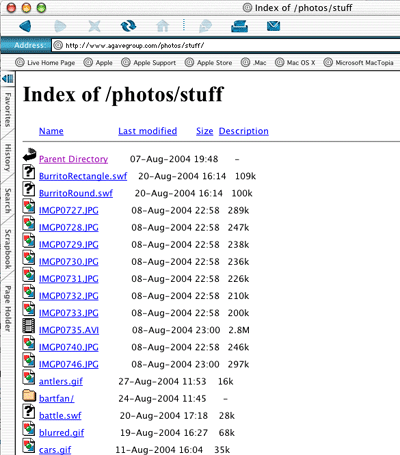 Index of /photos/stuff
Address: http://www.agavegroup.com/photos/stuff/
Live Home Page Apple Apple Support Apple Store .Mac Mac OS X Microsoft MacTopia
Favorites
History
Search
Scrapbook
Page Holder
Index of /photos/stuff
Name Last modified Size Description
Parent Directory 07-Aug-2004 19:48 -
BurritoRectangle.swf 20-Aug-2004 16:14 109k
BurritoRound.swf 20-Aug-2004 16:14 100k
IMGP0727.JPG 08-Aug-2004 22:58 289k
IMGP0728.JPG 08-Aug-2004 22:58 247k
IMGP0729.JPG 08-Aug-2004 22:58 238k
IMGP0730.JPG 08-Aug-2004 22:58 236k
IMGP0731.JPG 08-Aug-2004 22:58 226k
IMGP0732.JPG 08-Aug-2004 22:58 210k
IMGP0733.JPG 08-Aug-2004 22:58 200k
IMGP0735.AVI 08-Aug-2004 23:00 2.8M
IMGP0740.JPG 08-Aug-2004 22:58 246k
IMGP0746.JPG 08-Aug-2004 23:00 297k
antlers.gif 27-Aug-2004 11:53 16k
bartfan/ 24-Aug-2004 11:45 -
battle.swf 20-Aug-2004 17:18 28k
blurred.gif 19-Aug-2004 16:27 68k
cars.gif 11-Aug-2004 16:04 35k